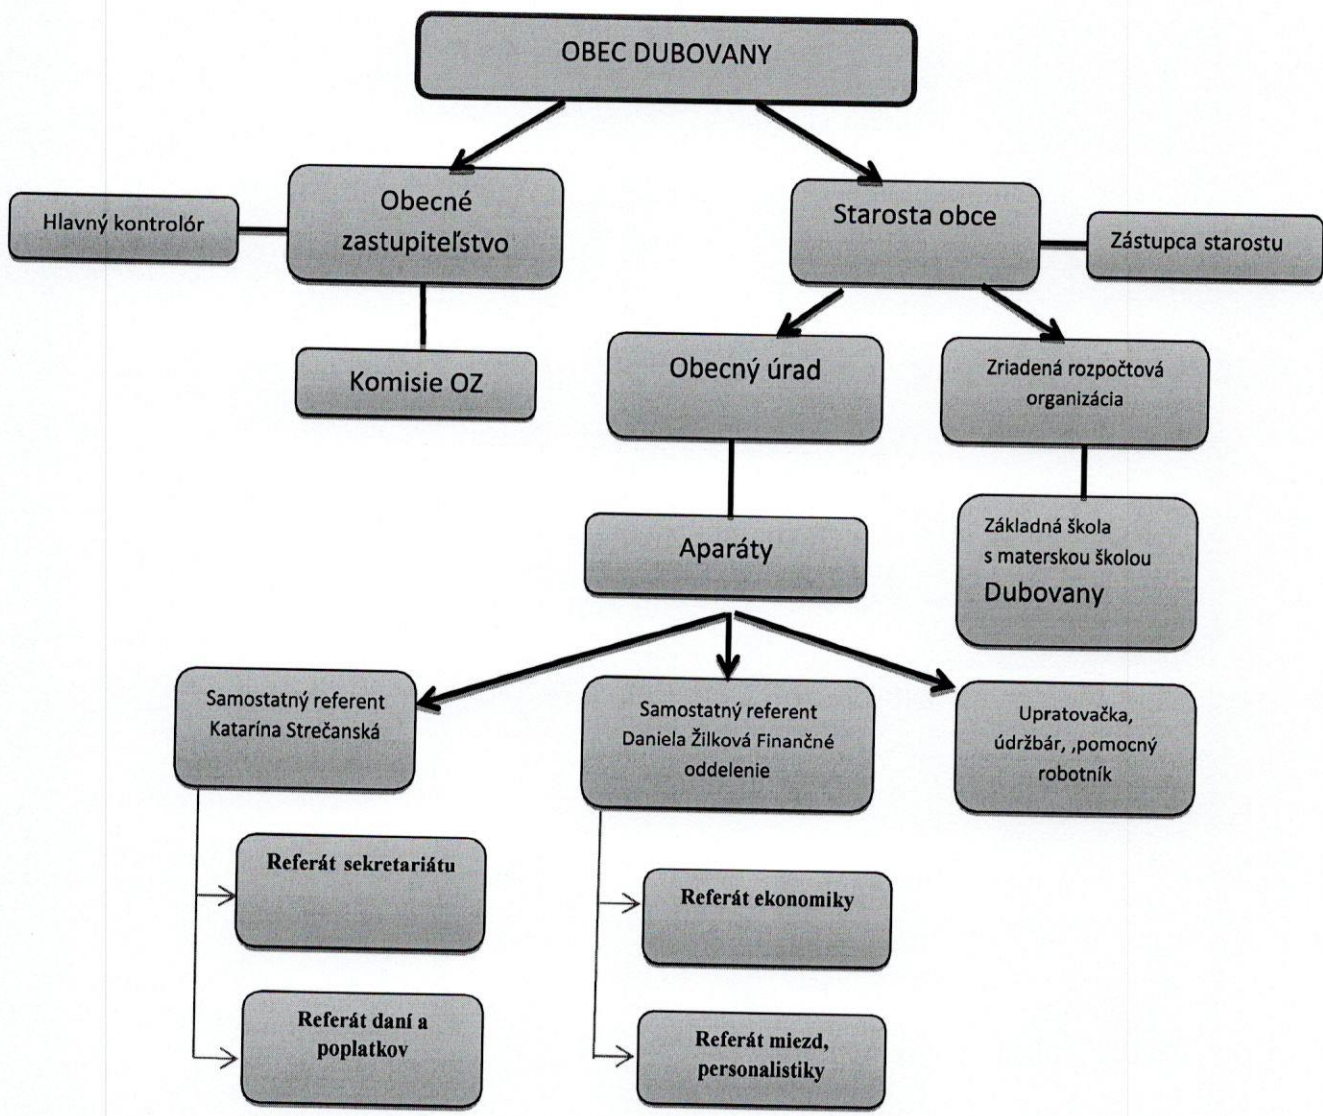 OBEC DUBOVANY
Hlavný kontrolór
Obecné
zastupiteľstvo
Starosta obce
Zástupca starostu
Komisie OZ
Obecný úrad
Zriadená rozpočtová
organizácia
Aparáty
Základná škola
s materskou školou
Dubovany
Samostatný referent
Katarína Strečanská
Samostatný referent
Daniela Žilková Finančné
oddelenie
Upratovačka,
údržbár, ,pomocný
robotník
Referát sekretariátu
Referát ekonomiky
Referát daní a
poplatkov
Referát miezd,
personalistiky